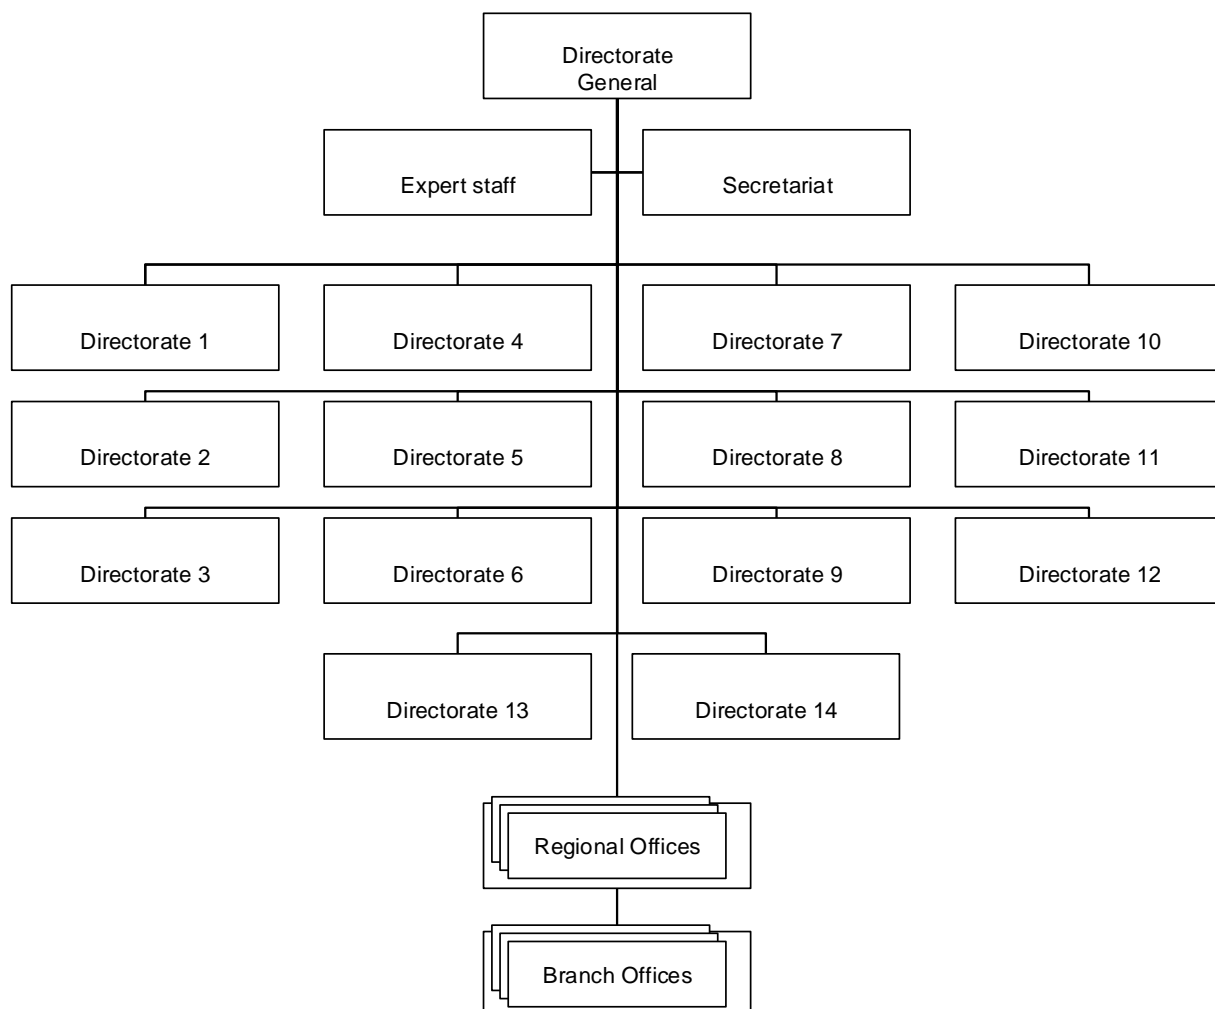 Directorate
General
Expert staff
Secretariat
Directorate 1
Directorate 4
Directorate 7
Directorate 10
Directorate 2
Directorate 5
Directorate 8
Directorate 11
Directorate 3
Directorate 6
Directorate 9
Directorate 12
Directorate 13
Directorate 14
Regional Offices
Branch Offices